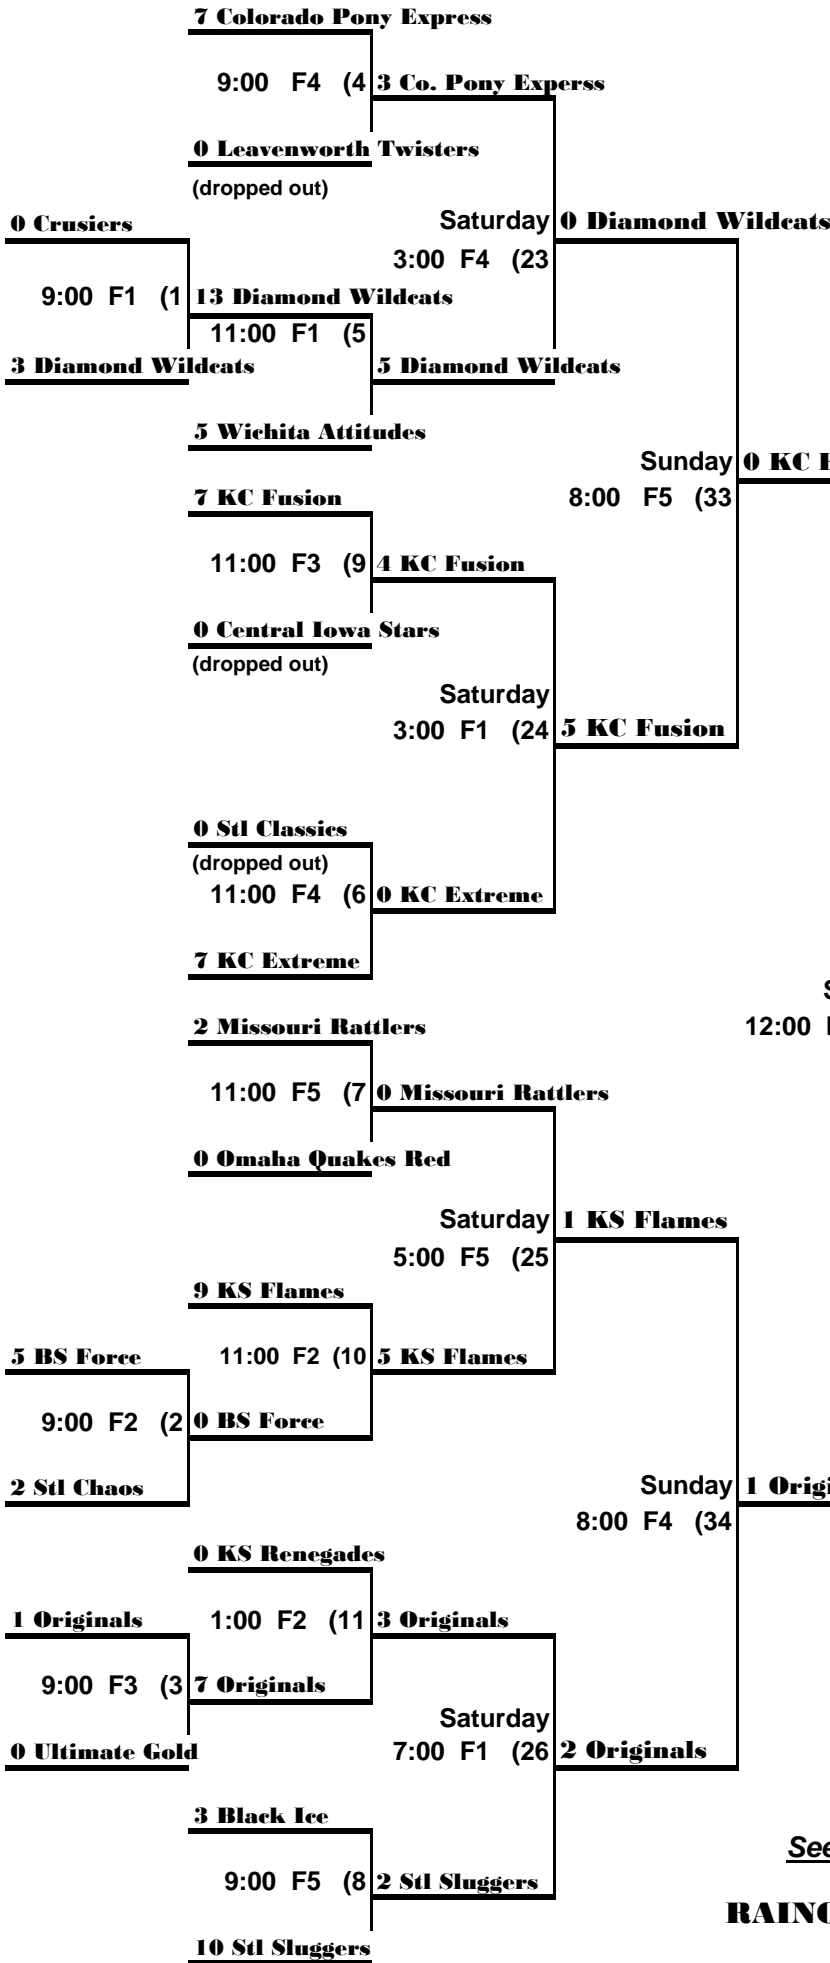 7 Colorado Pony Express
9:00 F4 (4
3 Co. Pony Experss
0 Leavenworth Twisters
(dropped out)
0 Crusiers
Saturday
0 Diamond Wildcats
3:00 F4 (23
9:00 F1 (1
13 Diamond Wildcats
11:00 F1 (5
3 Diamond Wildcats
5 Diamond Wildcats
5 Wichita Attitudes
Sunday
0 KC
7 KC Fusion
8:00 F5 (33
11:00 F3 (9
4 KC Fusion
0 Central Iowa Stars
(dropped out)
Saturday
3:00 F1 (24
5 KC Fusion
0 Stl Classics
(dropped out)
11:00 F4 (6
0 KC Extreme
7 KC Extreme
2 Missouri Rattlers
12:00
11:00 F5 (7
0 Missouri Rattlers
0 Omaha Quakes Red
Saturday
1 KS Flames
5:00 F5 (25
9 KS Flames
5 BS Force
11:00 F2 (10
5 KS Flames
9:00 F2 (2
0 BS Force
2 Stl Chaos
Sunday
1 Origi
8:00 F4 (34
0 KS Renegades
1 Originals
1:00 F2 (11
3 Originals
9:00 F3 (3
7 Originals
Saturday
0 Ultimate Gold
7:00 F1 (26
2 Originals
3 Black Ice
See
9:00 F5 (8
2 Stl Sluggers
RAINO
10 Stl Sluggers